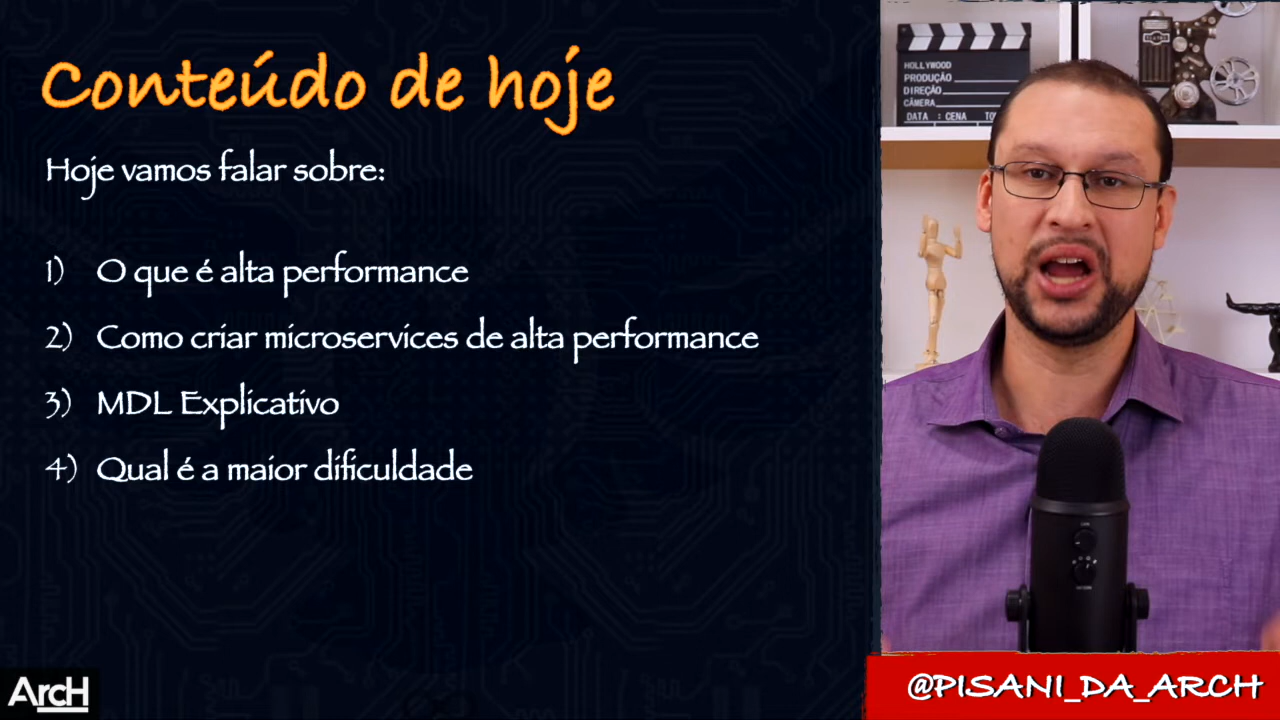 Conteúdo de hoje
Hoje vamos falar sobre:
1) O que é alta performance
2) Como criar microservices de alta performance
3) MDL Explicativo
4) Qual é a maior dificuldade
ArcH
HOLLYWOOD
PRODUÇÃO
DIREÇÃO
CÂMERA
DATA : CENA
@PISANI_DA_ARCH